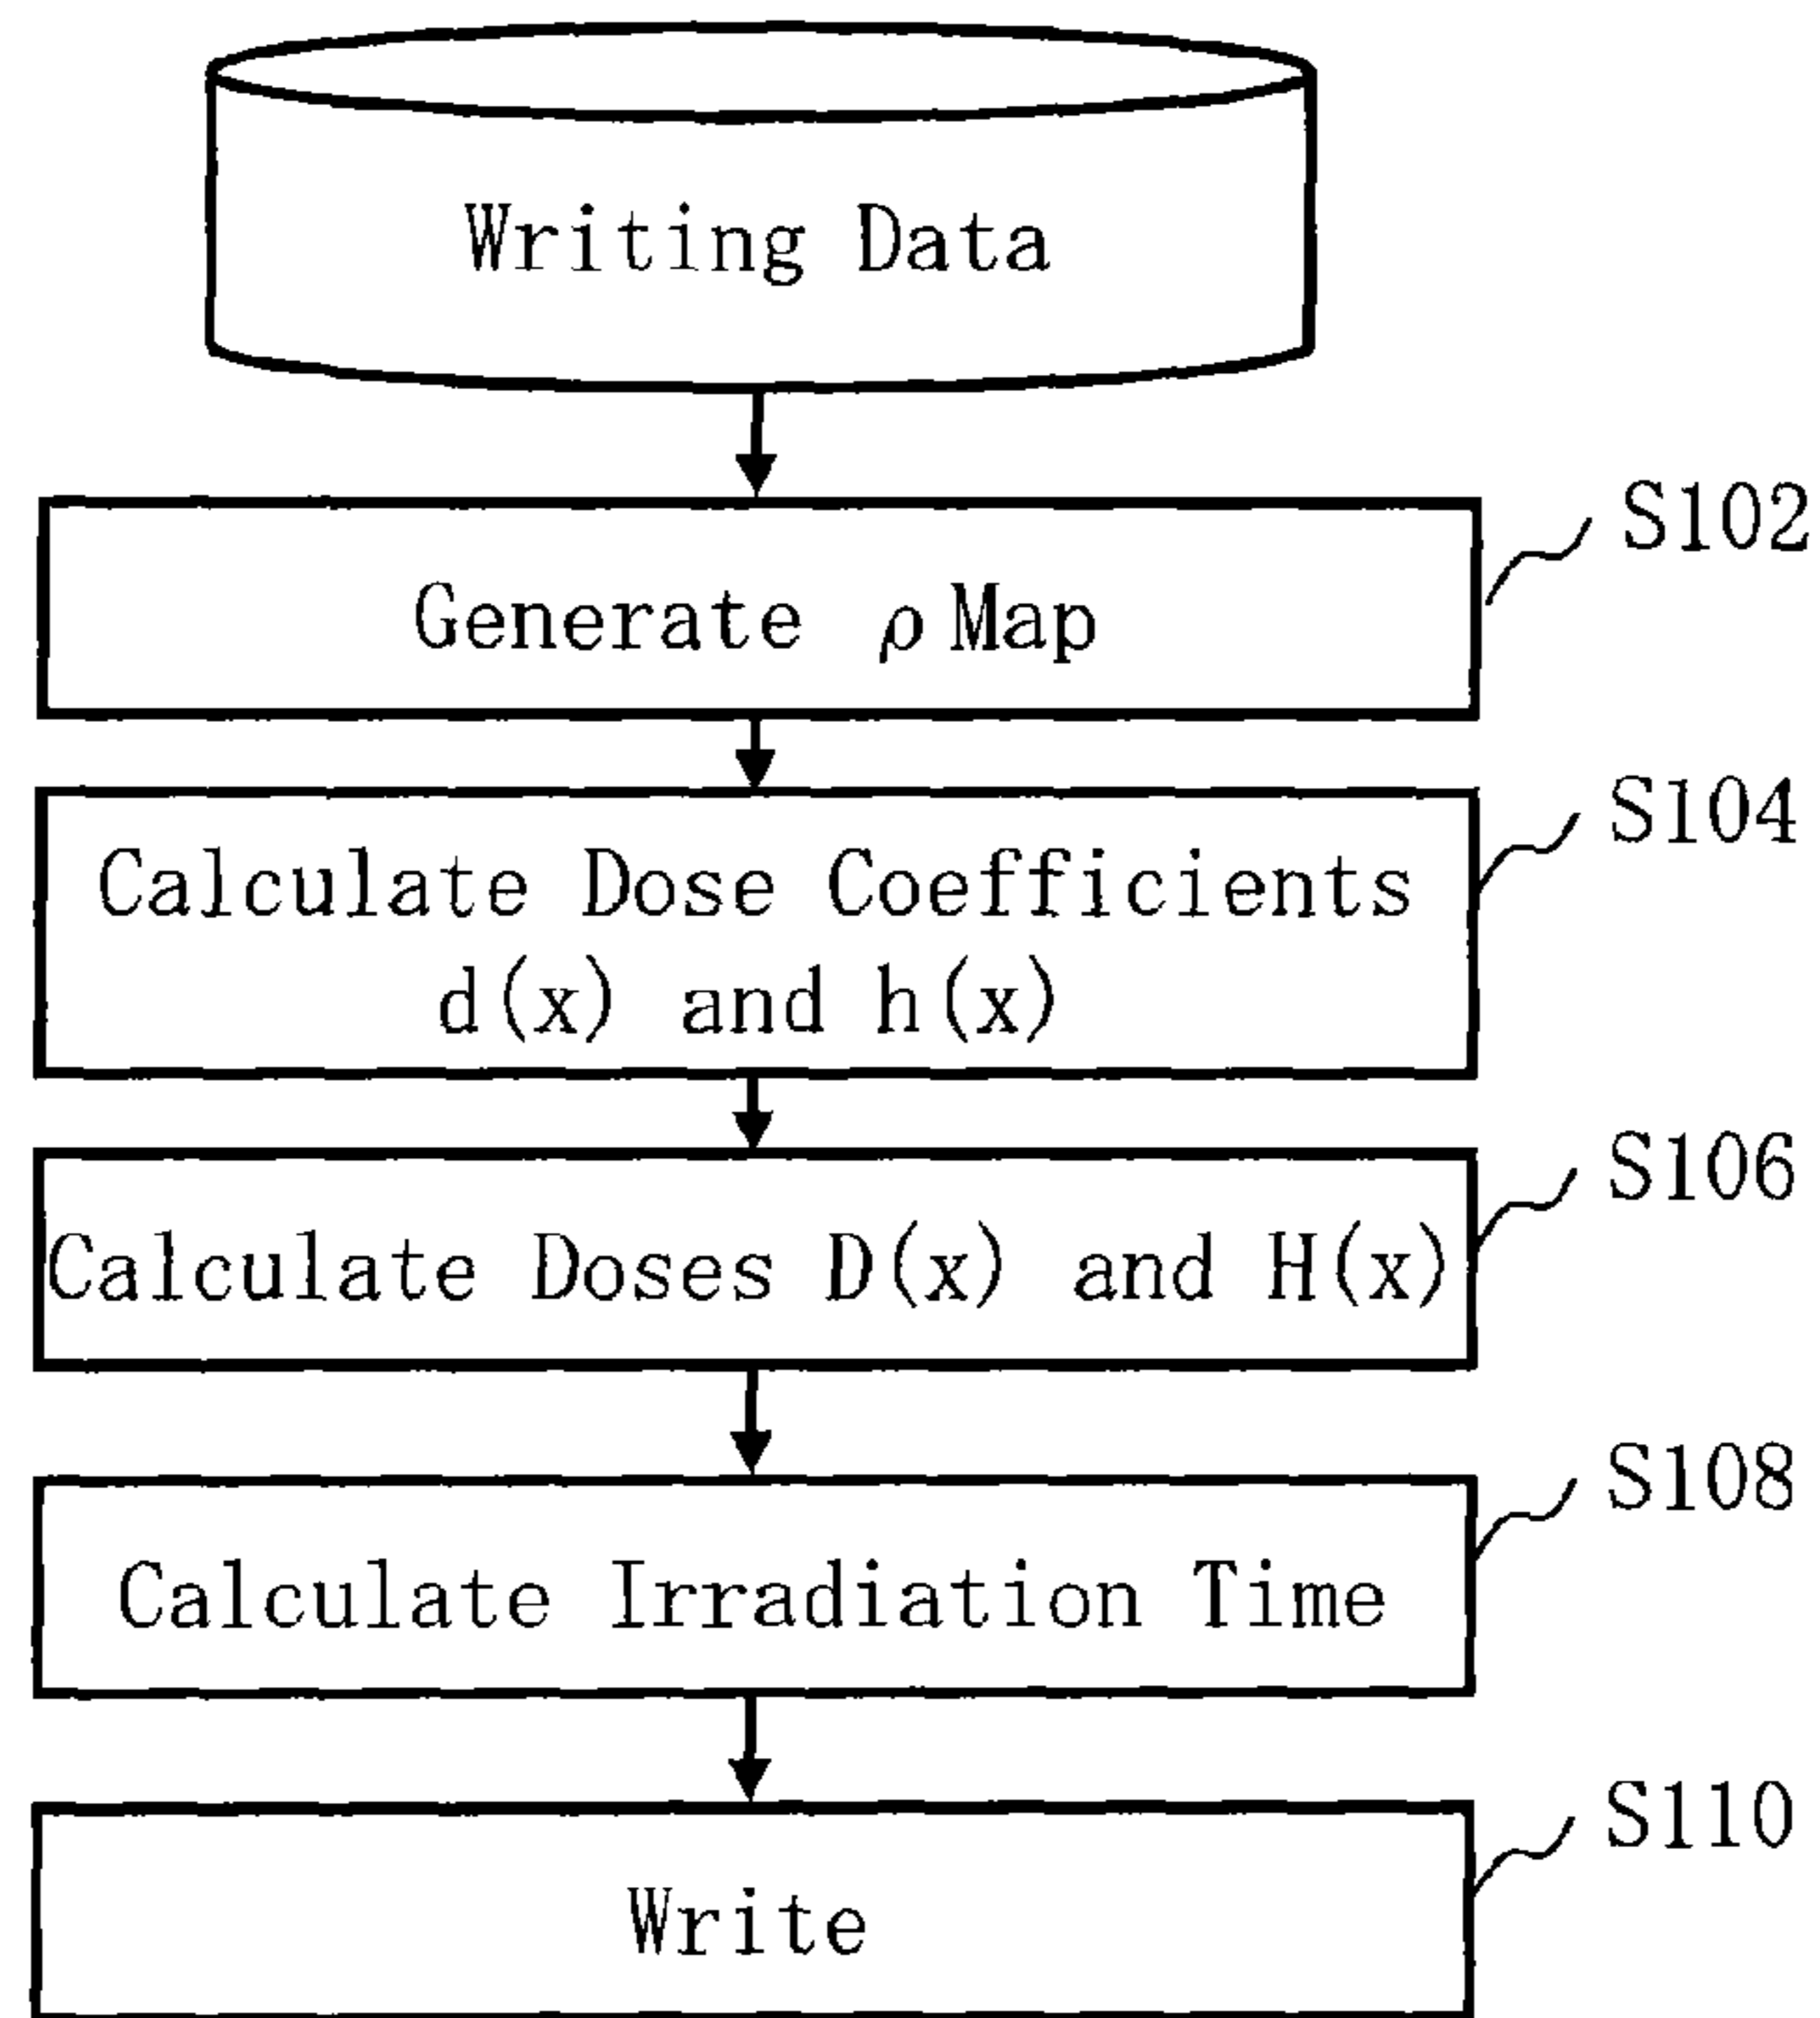 Writing Data
S102
Generate ρ Map
S104
Calculate Dose Coefficients
d(x) and h(x)
S106
Calculate Doses D(x) and H(x)
S108
Calculate Irradiation Time
S110
Write